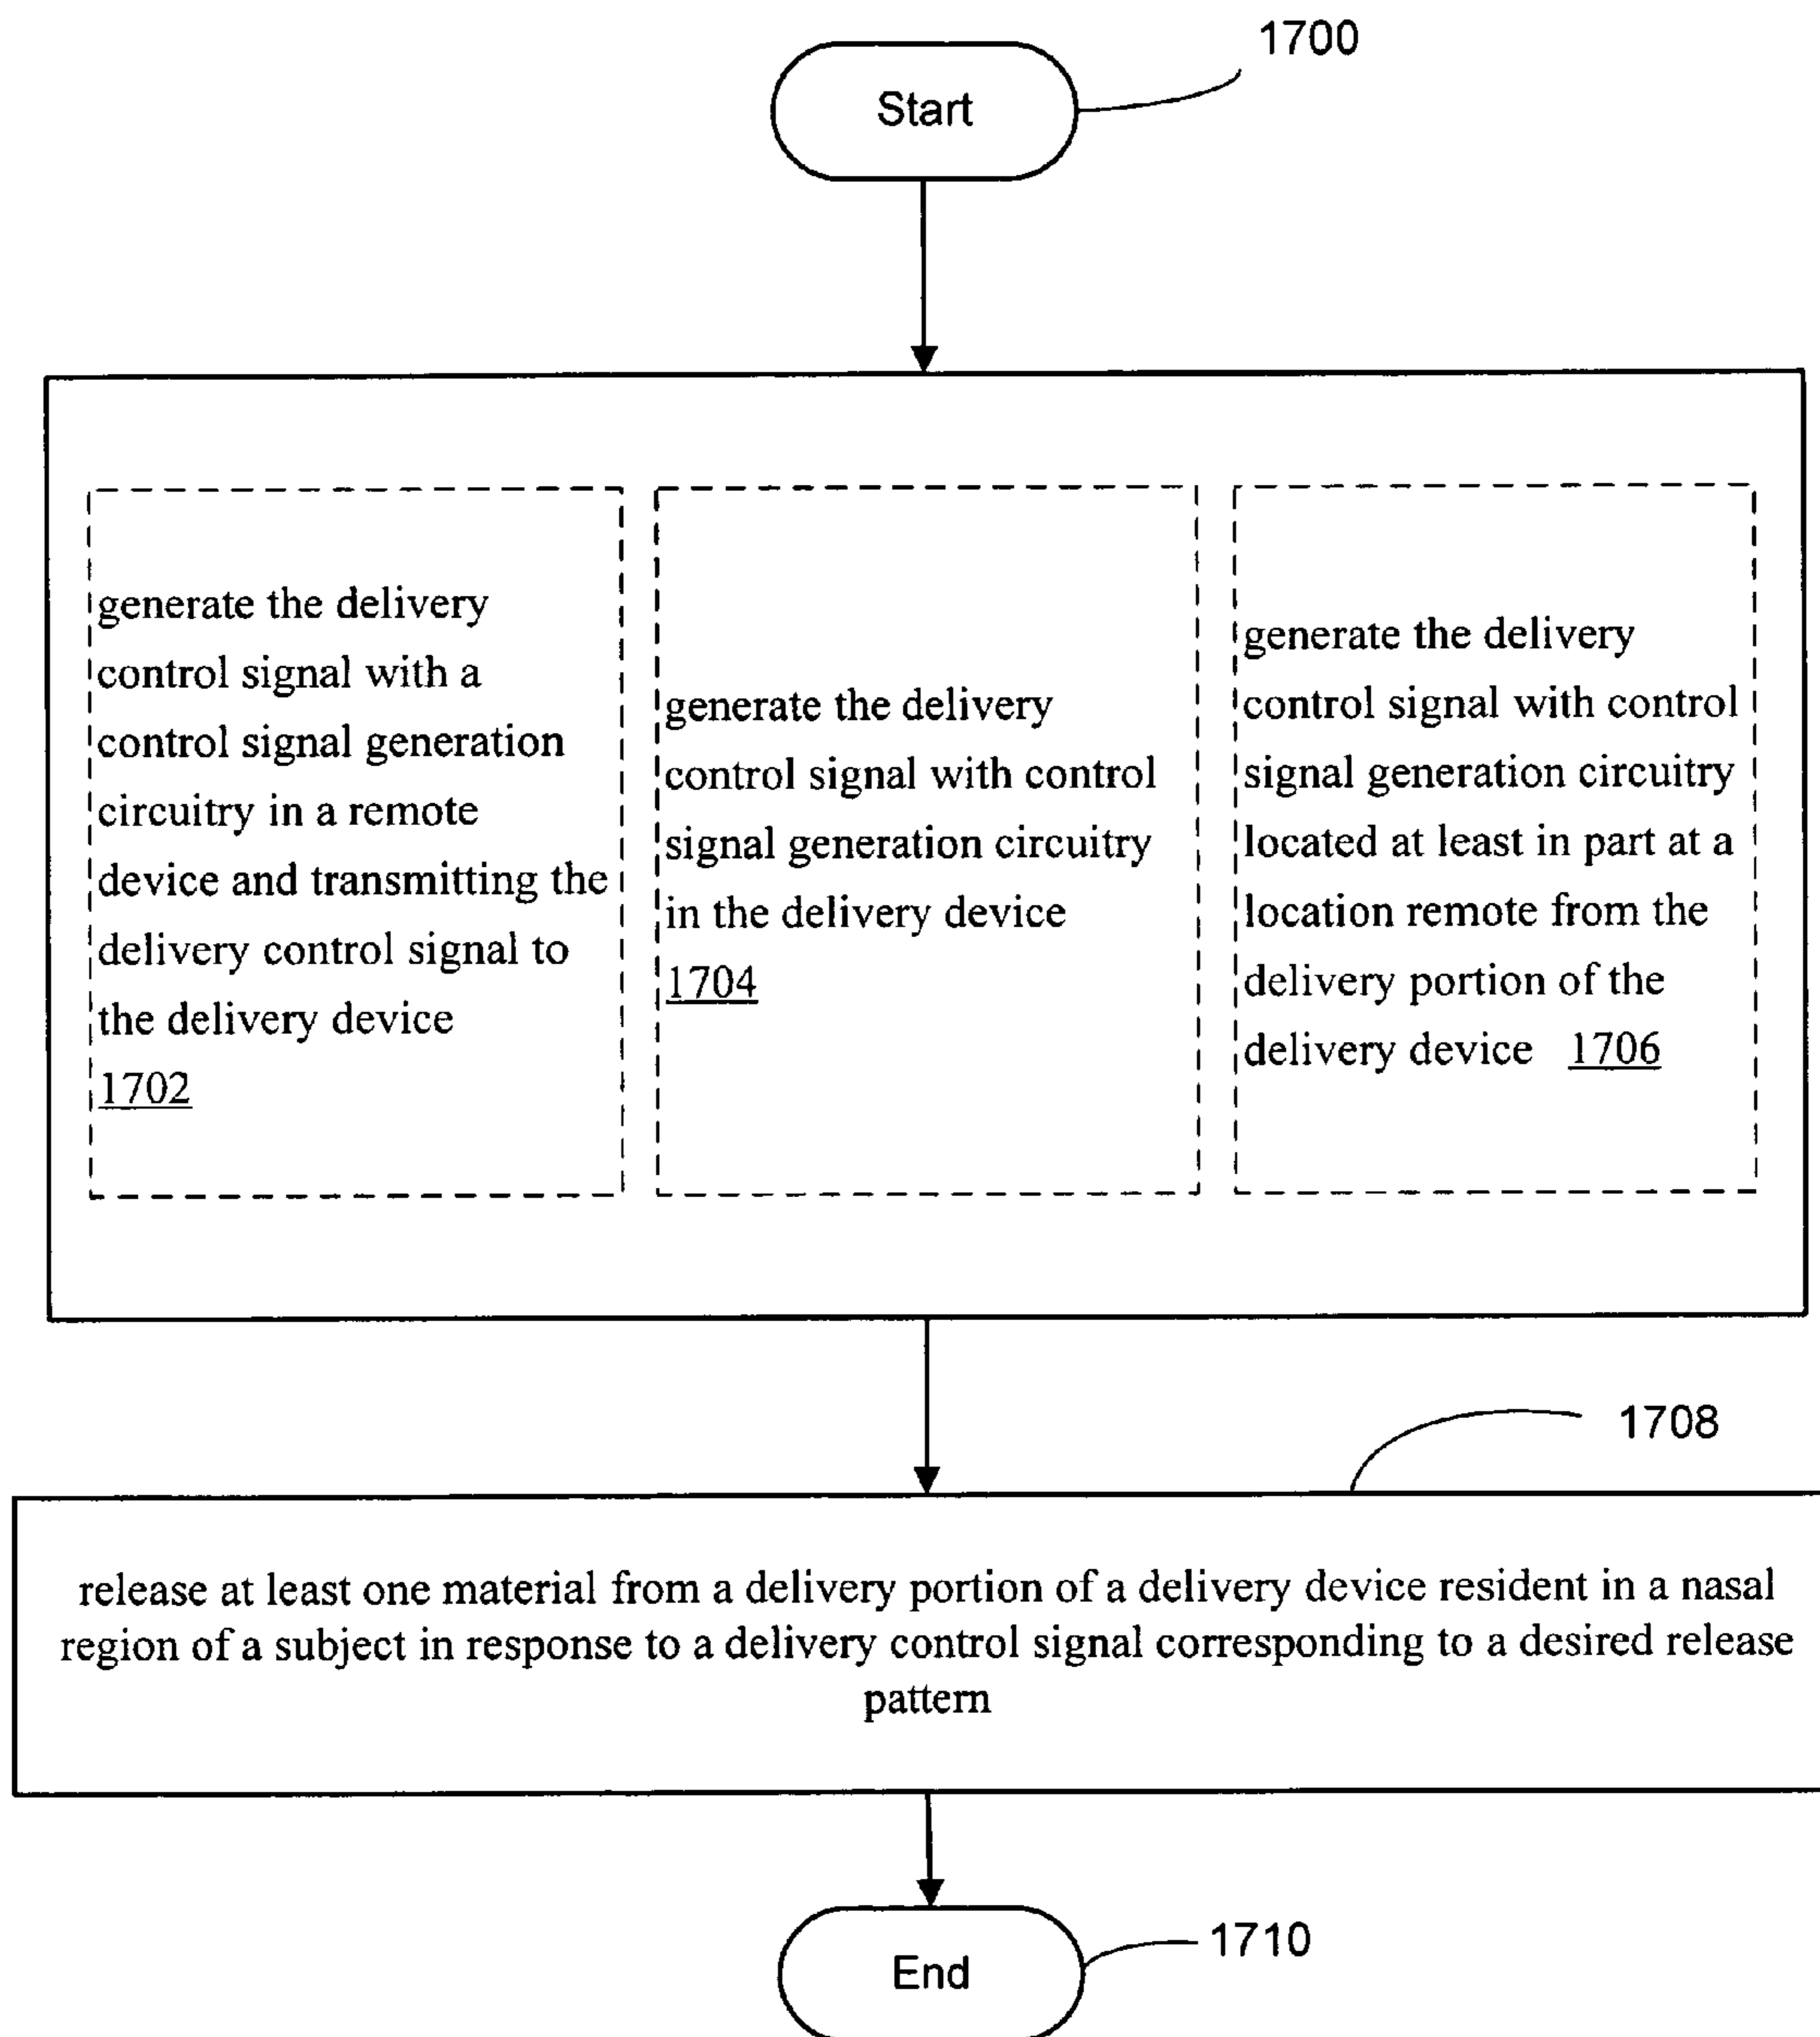 1700
Start
generate the delivery
control signal with a
control signal generation
circuitry in a remote
device and transmitting the
delivery control signal to
the delivery device
1702
generate the delivery
control signal with control
signal generation circuitry
in the delivery device
1704
generate the delivery
control signal with control
signal generation circuitry
located at least in part at a
location remote from the
delivery portion of the
delivery device 1706
1708
release at least one material from a delivery portion of a delivery device resident in a nasal
region of a subject in response to a delivery control signal corresponding to a desired release
pattern
1710
End